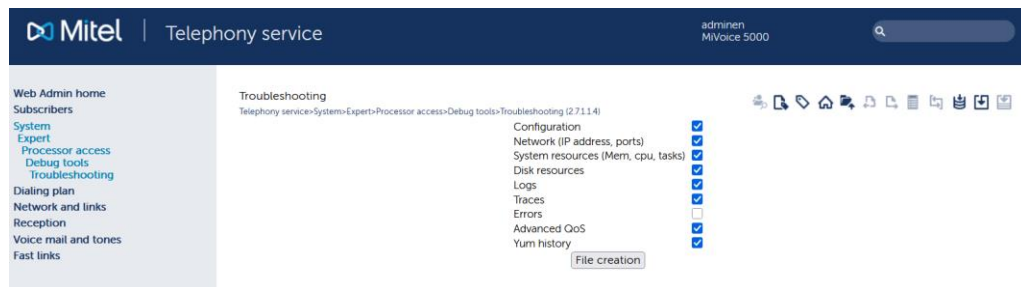 Mitel | Telephony service
adminen
MiVoice 5000
Web Admin home
Subscribers
System
Expert
Processor access
Debug tools
Troubleshooting
Dialing plan
Network and links
Reception
Voice mail and tones
Fast links
Troubleshooting
Telephony service>System>Expert>Processor access>Debug tools>Troubleshooting (2.7.1.1.4)
Configuration
Network (IP address, ports)
System resources (Mem, cpu, tasks)
Disk resources
Logs
Traces
Errors
Advanced QoS
Yum history
File creation